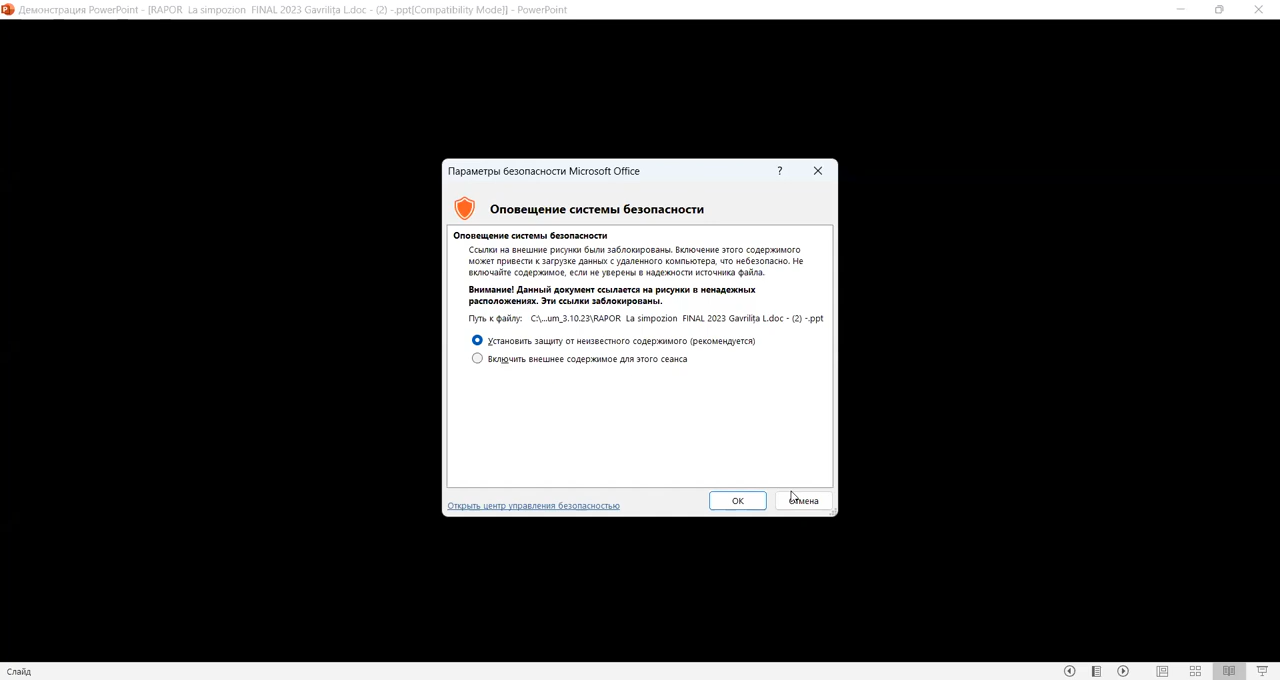 Демонстрация PowerPoint - [RAPOR La simpozion FINAL 2023 Gavrilița L.doc - (2) -.ppt[Compatibility Mode]] - PowerPoint
Параметры безопасности Microsoft Office
?
Оповещение системы безопасности
Оповещение системы безопасности
Ссылки на внешние рисунки были заблокированы. Включение этого содержимого
может привести к загрузке данных с удаленного компьютера, что небезопасно. Не
включайте содержимое, если не уверены в надежности источника файла.
Внимание! Данный документ ссылается на рисунки в ненадежных
расположениях. Эти ссылки заблокированы.
Путь к файлу: C:\...um_3.10.23\RAPOR La simpozion FINAL 2023 Gavrilița L.doc - (2) -.ppt
Установить защиту от неизвестного содержимого (рекомендуется)
Включить внешнее содержимое для этого сеанса
Открыть центр управления безопасностью
ОК
Отмена
Слайд